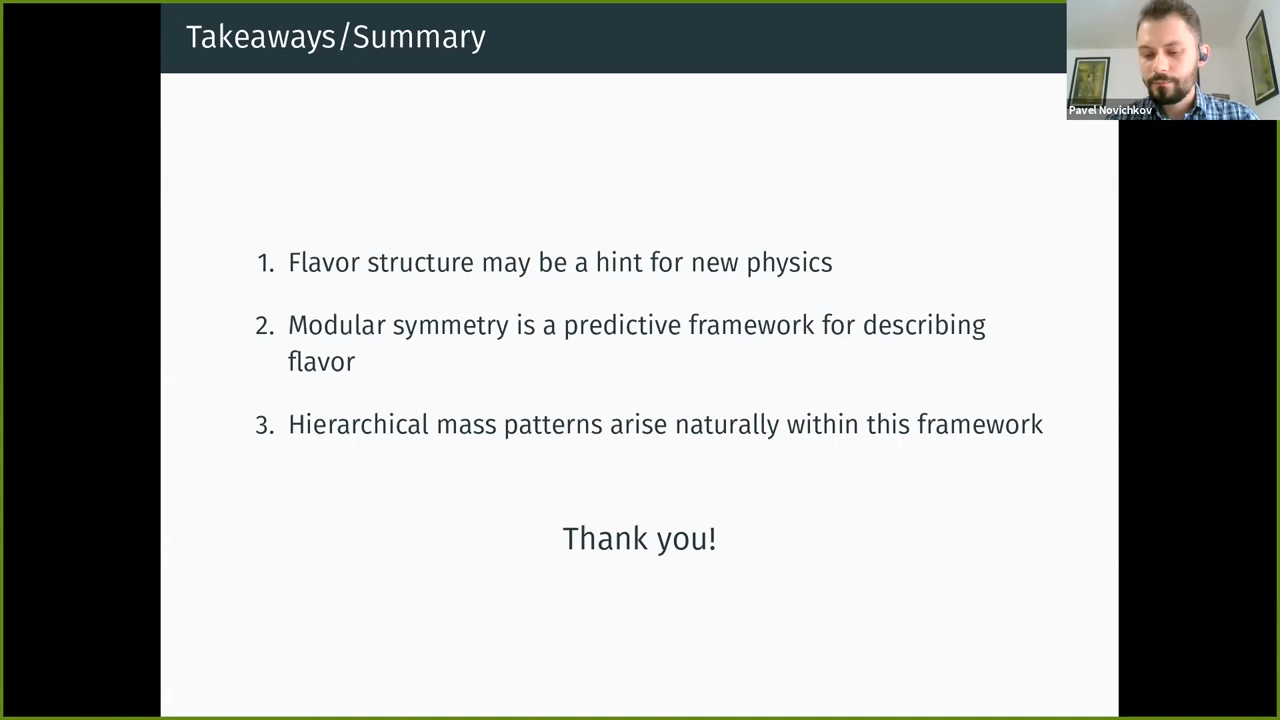 Takeaways/Summary
Pavel Novichkov
1. Flavor structure may be a hint for new physics
2. Modular symmetry is a predictive framework for describing
flavor
3. Hierarchical mass patterns arise naturally within this framework
Thank you!